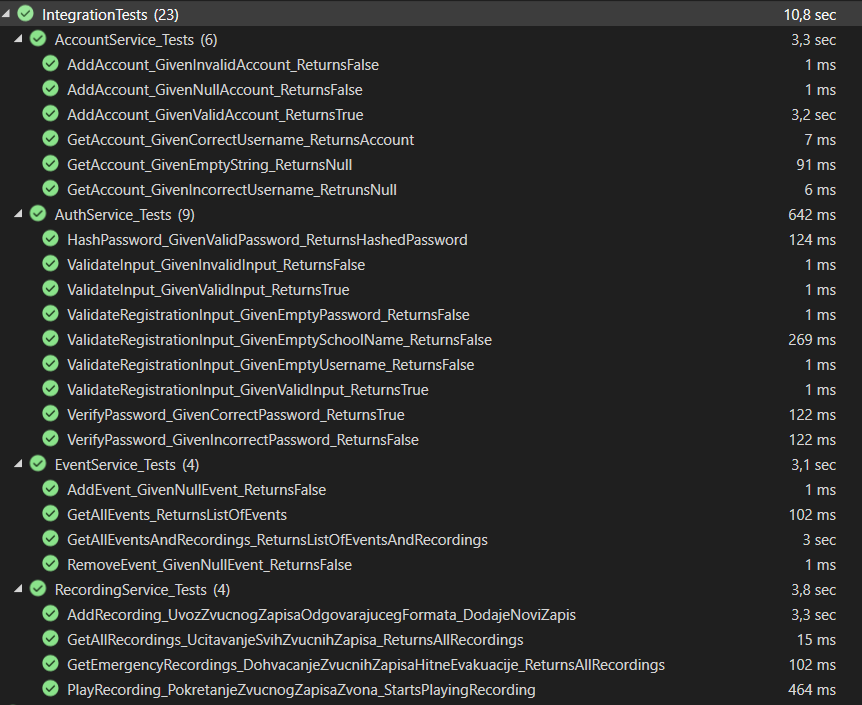 IntegrationTests (23) 10,8 sec
AccountService_Tests (6) 3,3 sec
AddAccount_GivenInvalidAccount_ReturnsFalse 1 ms
AddAccount_GivenNullAccount_ReturnsFalse 1 ms
AddAccount_GivenValidAccount_ReturnsTrue 3,2 sec
GetAccount_GivenCorrectUsername_ReturnsAccount 7 ms
GetAccount_GivenEmptyString_ReturnsNull 91 ms
GetAccount_GivenIncorrectUsername_RetrunsNull 6 ms
AuthService_Tests (9) 642 ms
HashPassword_GivenValidPassword_ReturnsHashedPassword 124 ms
ValidateInput_GivenInvalidInput_ReturnsFalse 1 ms
ValidateInput_GivenValidInput_ReturnsTrue 1 ms
ValidateRegistrationInput_GivenEmptyPassword_ReturnsFalse 1 ms
ValidateRegistrationInput_GivenEmptySchoolName_ReturnsFalse 269 ms
ValidateRegistrationInput_GivenEmptyUsername_ReturnsFalse 1 ms
ValidateRegistrationInput_GivenValidInput_ReturnsTrue 1 ms
VerifyPassword_GivenCorrectPassword_ReturnsTrue 122 ms
VerifyPassword_GivenIncorrectPassword_ReturnsFalse 122 ms
EventService_Tests (4) 3,1 sec
AddEvent_GivenNullEvent_ReturnsFalse 1 ms
GetAllEvents_ReturnsListOfEvents 102 ms
GetAllEventsAndRecordings_ReturnsListOfEventsAndRecordings 3 sec
RemoveEvent_GivenNullEvent_ReturnsFalse 1 ms
RecordingService_Tests (4) 3,8 sec
AddRecording_UvozZvucnogZapisaOdgovarajucegFormata_DodajeNoviZapis 3,3 sec
GetAllRecordings_UcitavanjeSvihZvucnihZapisa_ReturnsAllRecordings 15 ms
GetEmergencyRecordings_DohvacanjeZvucnihZapisaHitneEvakuacije_ReturnsAllRecordings 102 ms
PlayRecording_PokretanjeZvucnogZapisaZvona_StartsPlayingRecording 464 ms